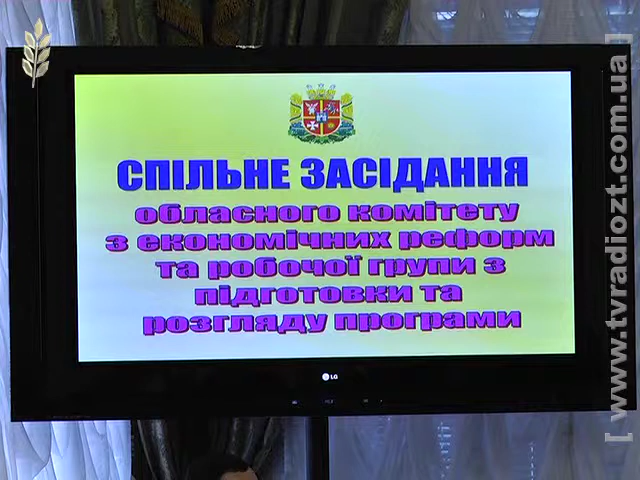 СПІЛЬНЕ ЗАСІДАННЯ
обласного комітету
з економічних реформ
та робочої групи з
підготовки та
розгляду програми
LG
[ www.tvradiozt.com.ua ]